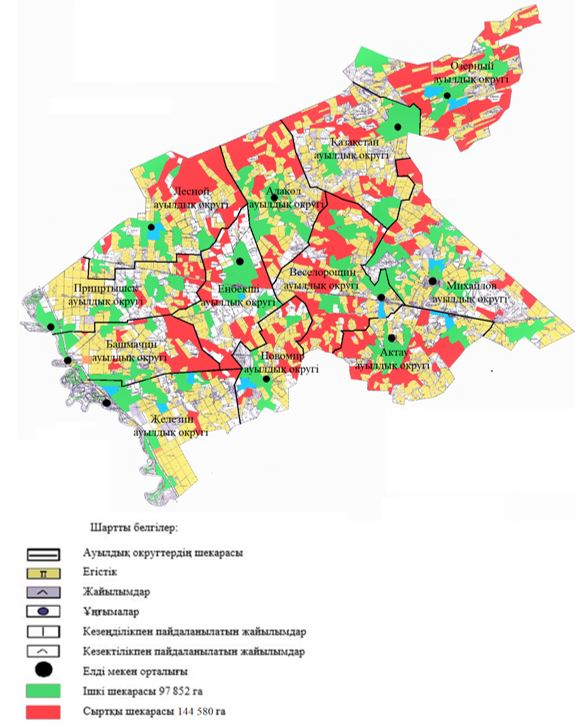 Озерный
ауылдық округі
Қазақстан
ауылдық округі
Лесной
ауылдық округі
Алакол
ауылдық округі
Веселорощин
ауылдық округі
Михайлов
ауылдық округі
Прииртышск
ауылдық округі
Енбекші
ауылдық округі
Башмачин
ауылдық округі
Новомир
ауылдық округі
Актау
ауылдық округі
Железин
ауылдық округі
Шартты белгілер:
Ауылдық округтердің шекарасы
Егістік
Жайылымдар
Ұңғымалар
Кезеңділікпен пайдаланылатын жайылымдар
Кезектілікпен пайдаланылатын жайылымдар
Елді мекен орталығы
Ішкі шекарасы 97 852 га
Сыртқы шекарасы 144 580 га